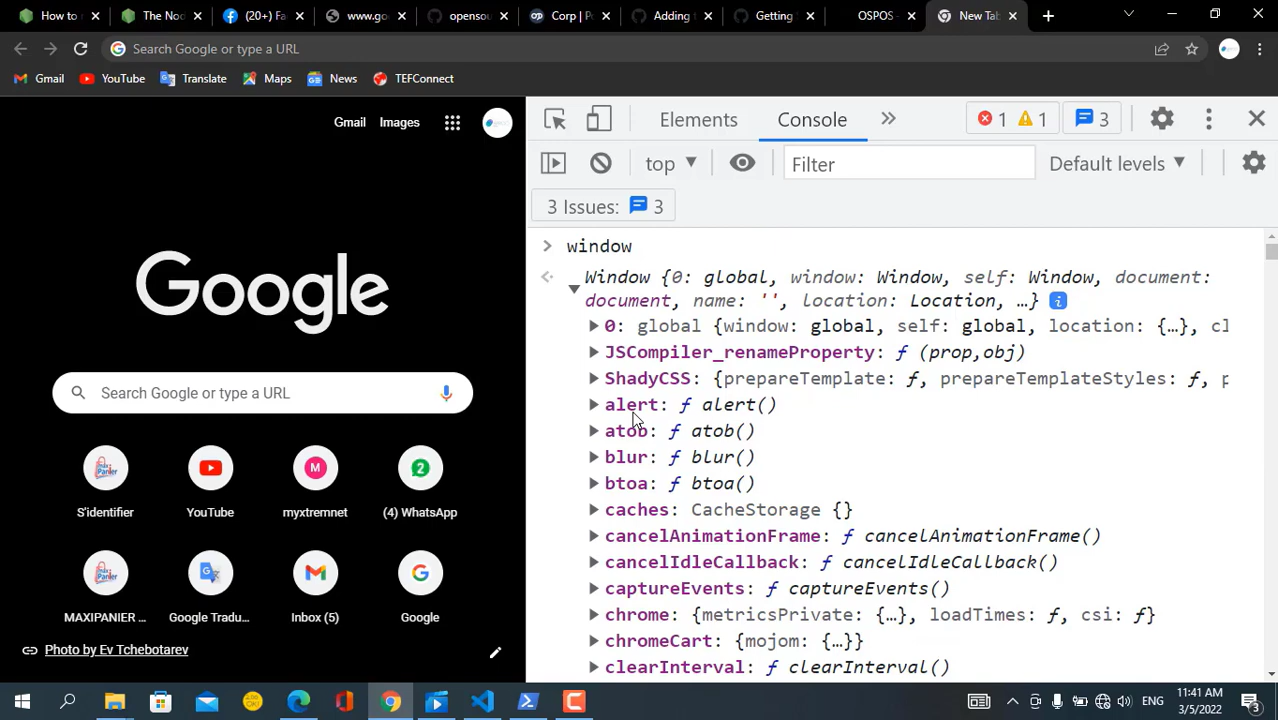 How to r
The Nod
(20+) Fa
www.goo
opensou
Corp | P
Adding
Getting
OSPOS -
New Tab
Search Google or type a URL
Gmail
YouTube
Translate
Maps
News
TEFConnect
Gmail
Images
Elements
Console
1
1
3
top
Filter
Default levels
3 Issues:
3
window
Window {0: global, window: Window, self: Window, document:
document, name: '', location: Location, …}
0: global {window: global, self: global, location: {…}, cl
JSCompiler_renameProperty: ƒ (prop,obj)
ShadyCSS: {prepareTemplate: ƒ, prepareTemplateStyles: ƒ, p
alert: ƒ alert()
atob: ƒ atob()
blur: ƒ blur()
btoa: ƒ btoa()
caches: CacheStorage {}
cancelAnimationFrame: ƒ cancelAnimationFrame()
cancelIdleCallback: ƒ cancelIdleCallback()
captureEvents: ƒ captureEvents()
chrome: {metricsPrivate: {…}, loadTimes: ƒ, csi: ƒ}
chromeCart: {mojom: {…}}
clearInterval: ƒ clearInterval()
Google
Search Google or type a URL
S'identifier
YouTube
M
myxtremnet
2
(4) WhatsApp
MAXIPANIER ...
Google Tradu...
Inbox (5)
Google
Photo by Ev Tchebotarev
ENG
11:41 AM
3/5/2022
3